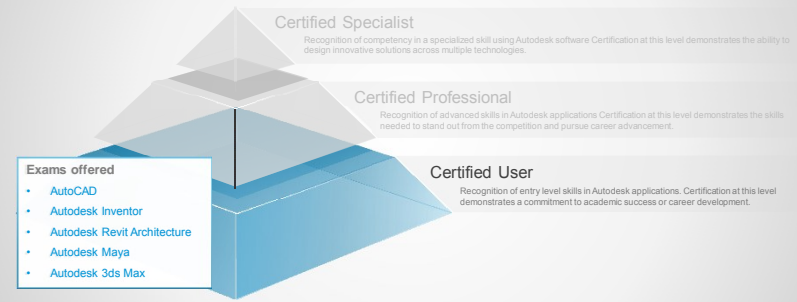 Certified Specialist
Recognition of competency in a specialized skill using Autodesk software Certification at this level demonstrates the ability to
design innovative solutions across multiple technologies.
Certified Professional
Recognition of advanced skills in Autodesk applications Certification at this level demonstrates the skills
needed to stand out from the competition and pursue career advancement.
Certified User
Recognition of entry level skills in Autodesk applications. Certification at this level
demonstrates a commitment to academic success or career development.
Exams offered
• AutoCAD
• Autodesk Inventor
• Autodesk Revit Architecture
• Autodesk Maya
• Autodesk 3ds Max